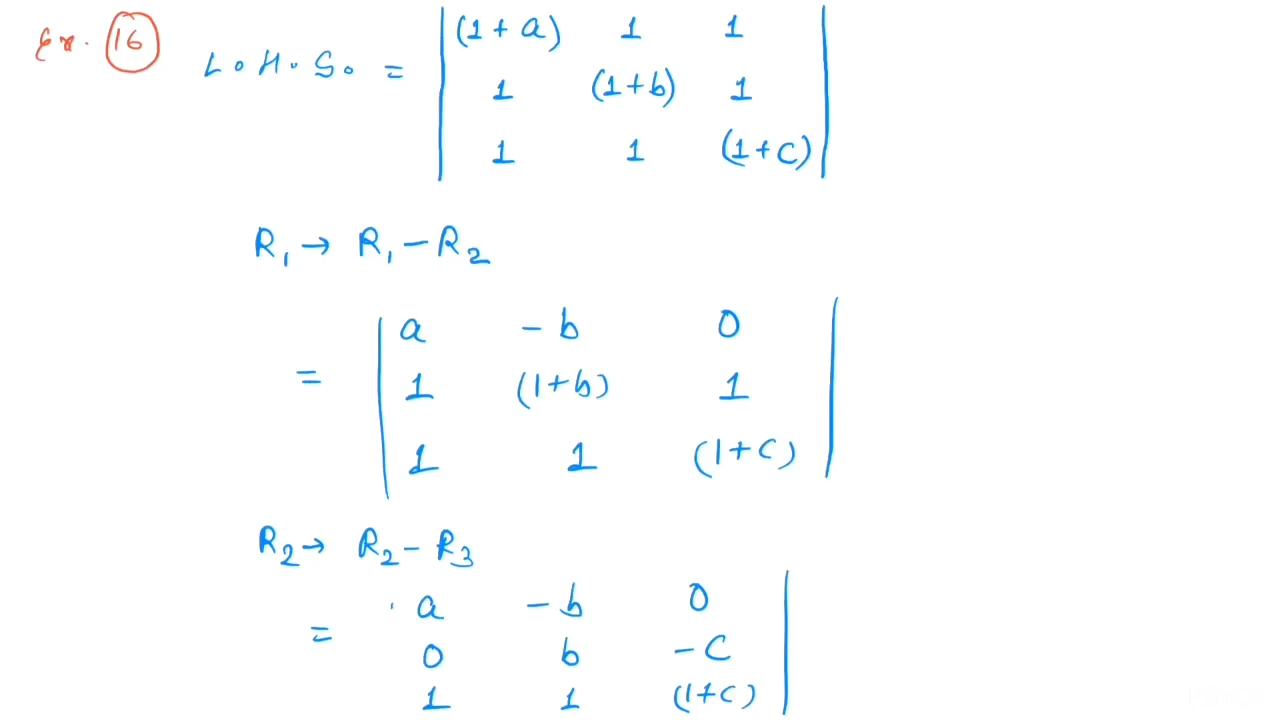 Ex. 16
L.H.S. = | (1+a) 1 1 |
| 1 (1+b) 1 |
| 1 1 (1+c) |
R₁ → R₁ − R₂
= | a −b 0 |
| 1 (1+b) 1 |
| 1 1 (1+c) |
R₂ → R₂ − R₃
= a −b 0 |
0 b −c |
1 1 (1+c) |